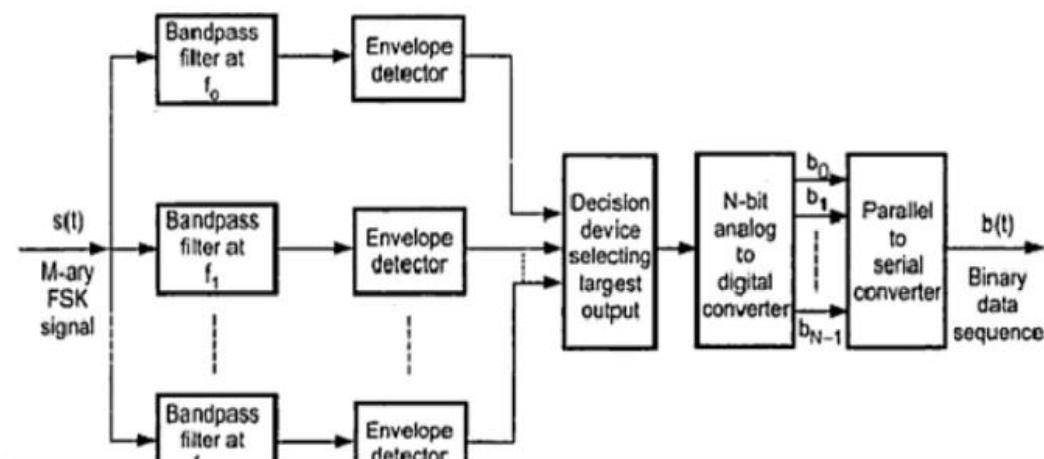 Bandpass
filter at
f₀
Envelope
detector
s(t)
M-ary
FSK
signal
Bandpass
filter at
f₁
Envelope
detector
Decision
device
selecting
largest
output
N-bit
analog
to
digital
converter
b₀
b₁
b_N–1
Parallel
to
serial
converter
b(t)
Binary
data
sequence
Bandpass
filter at
Envelope
detector